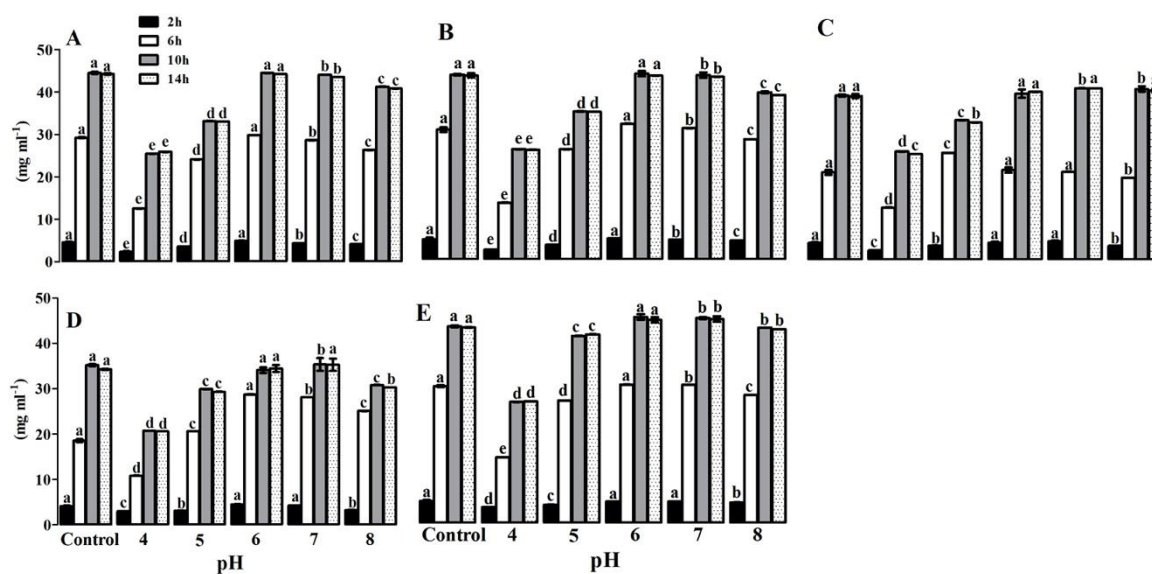 A
2h
6h
10h
14h
(mg ml⁻¹)
50
40
30
20
10
0
a a a a
e e e e
d d d d
a a a a
b b b b
c c c c
B
a a a a
e e e e
d d d d
a a a a
b b b b
c c c c
C
a a a a
c d d c
b b c c
a a a a
a a b a
b b b
D
(mg ml⁻¹)
50
40
30
20
10
0
a a a a
c d d d
b c c c
a a a a
a b b a
b c c b
Control 4 5 6 7 8
pH
E
a a a a
d e d d
c d c c
a a a a
a b b b
c b b
Control 4 5 6 7 8
pH